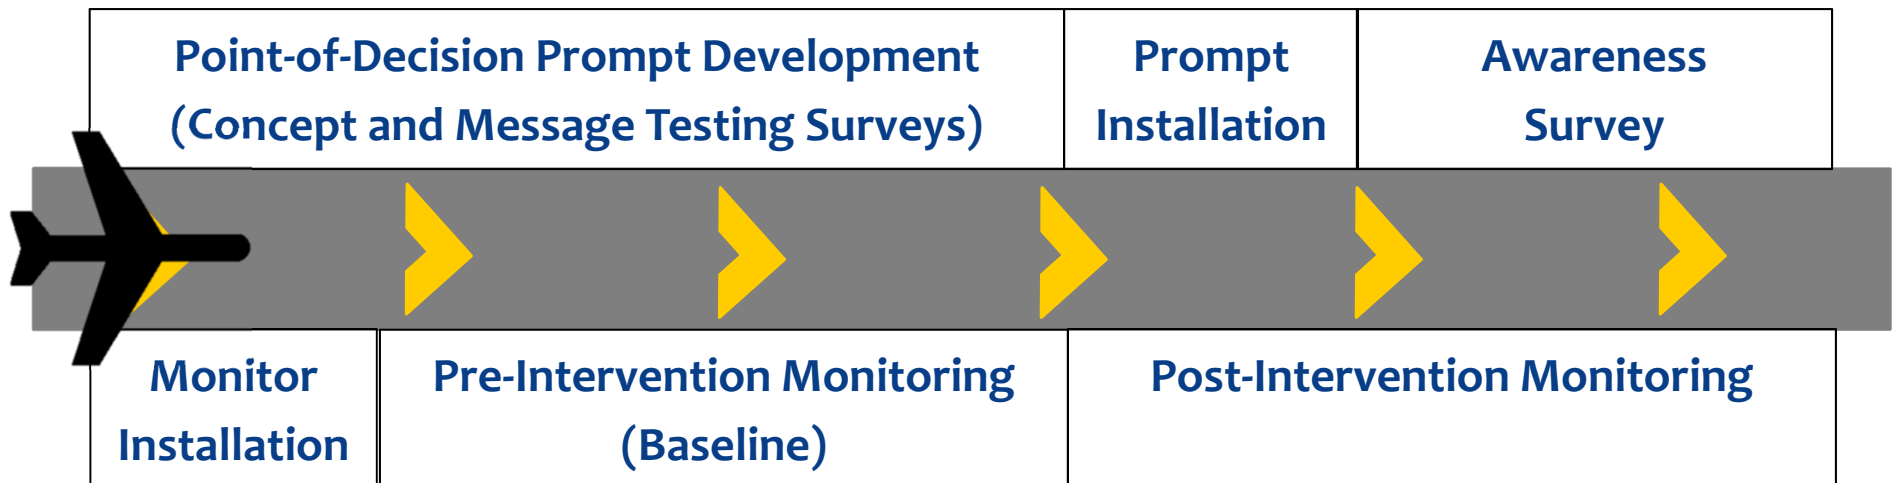 Point-of-Decision Prompt Development
(Concept and Message Testing Surveys)
Prompt
Installation
Awareness
Survey
Monitor
Installation
Pre-Intervention Monitoring
(Baseline)
Post-Intervention Monitoring